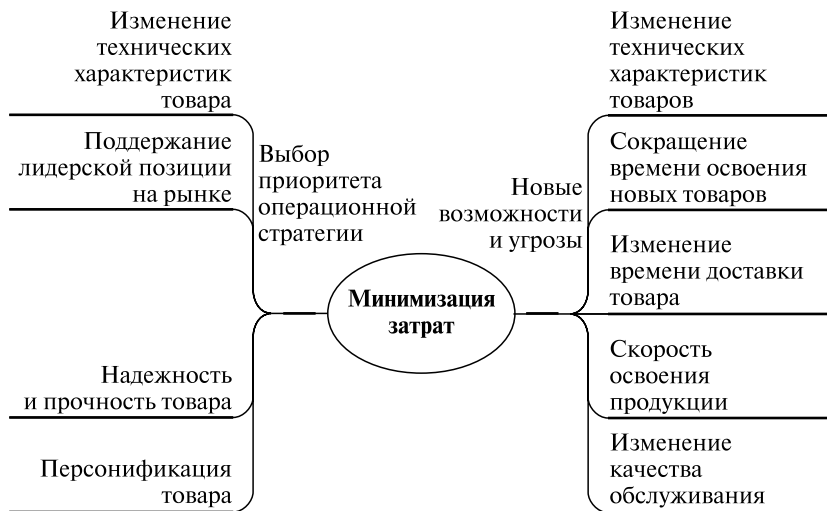 Изменение
технических
характеристик
товара
Поддержание
лидерской позиции
на рынке
Надежность
и прочность товара
Персонификация
товара
Выбор
приоритета
операционной
стратегии
Минимизация
затрат
Новые
возможности
и угрозы
Изменение
технических
характеристик
товаров
Сокращение
времени освоения
новых товаров
Изменение
времени доставки
товара
Скорость
освоения
продукции
Изменение
качества
обслуживания